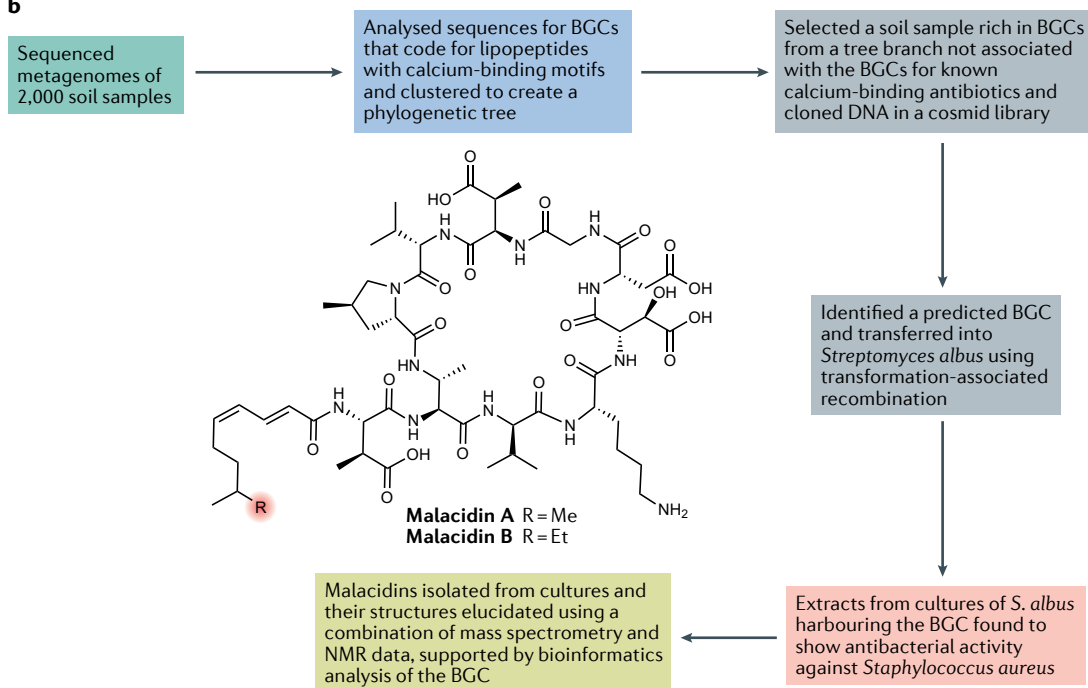 b
Sequenced
metagenomes of
2,000 soil samples
Analysed sequences for BGCs
that code for lipopeptides
with calcium-binding motifs
and clustered to create a
phylogenetic tree
Selected a soil sample rich in BGCs
from a tree branch not associated
with the BGCs for known
calcium-binding antibiotics and
cloned DNA in a cosmid library
Identified a predicted BGC
and transferred into
Streptomyces albus using
transformation-associated
recombination
Extracts from cultures of S. albus
harbouring the BGC found to
show antibacterial activity
against Staphylococcus aureus
Malacidins isolated from cultures and
their structures elucidated using a
combination of mass spectrometry and
NMR data, supported by bioinformatics
analysis of the BGC
O
HO
O
H
N
H
N
O
N
H
O
O
O
OH
HN
OH
N
O
O
O
OH
O
O
NH
HN
O
O
H
N
O
H
N
O
O
N
H
O
N
H
O
OH
O
R
NH2
Malacidin A R = Me
Malacidin B R = Et